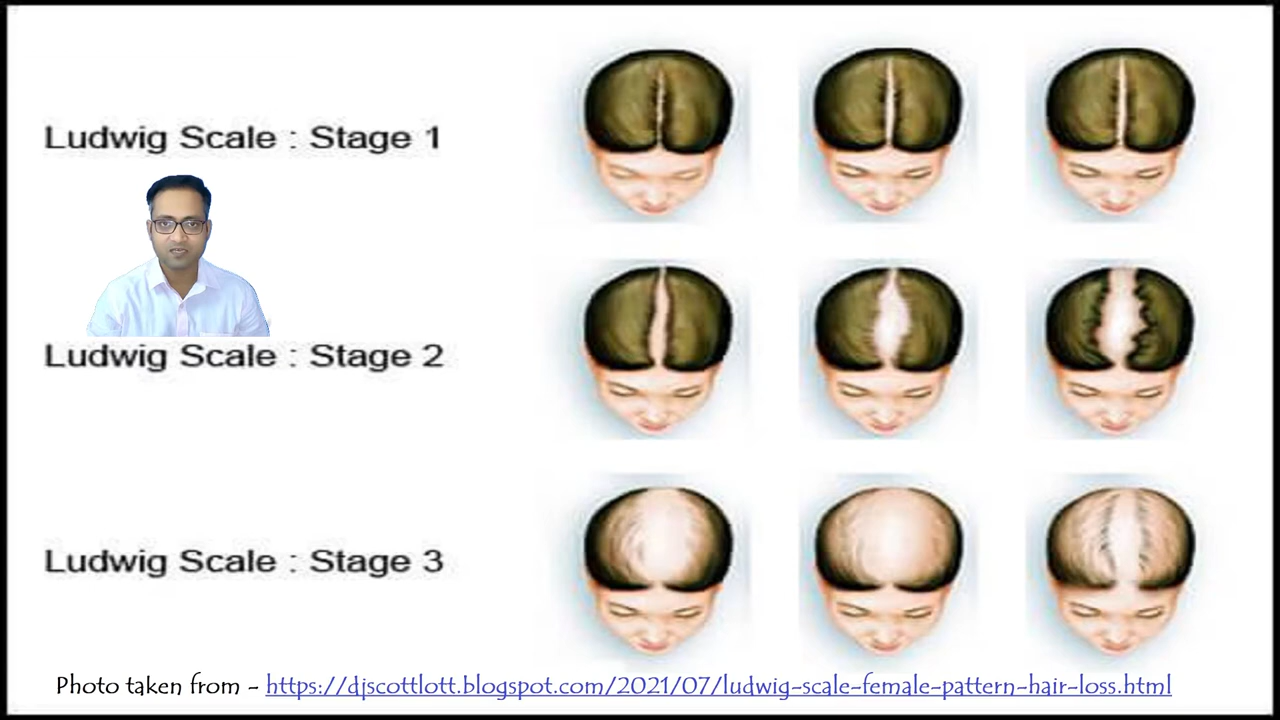 Ludwig Scale : Stage 1
Ludwig Scale : Stage 2
Ludwig Scale : Stage 3
Photo taken from - https://djscottlott.blogspot.com/2021/07/ludwig-scale-female-pattern-hair-loss.html